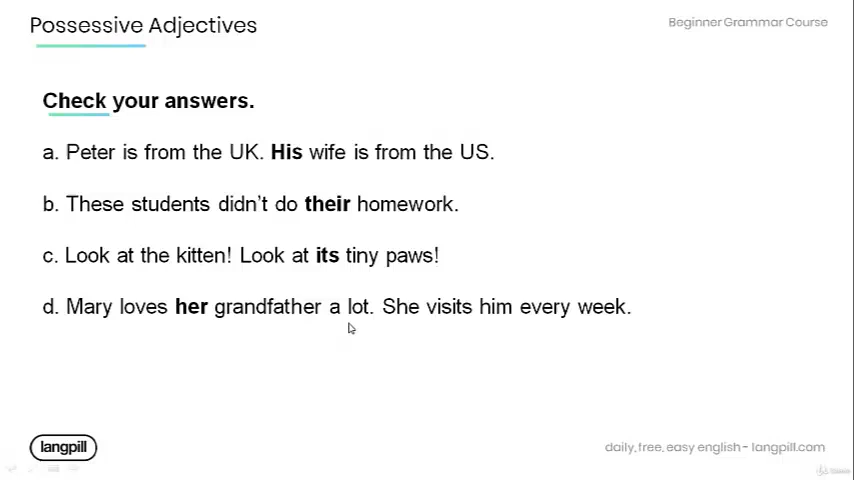 Possessive Adjectives
Beginner Grammar Course
Check your answers.
a. Peter is from the UK. His wife is from the US.
b. These students didn't do their homework.
c. Look at the kitten! Look at its tiny paws!
d. Mary loves her grandfather a lot. She visits him every week.
langpill
daily, free, easy english - langpill.com